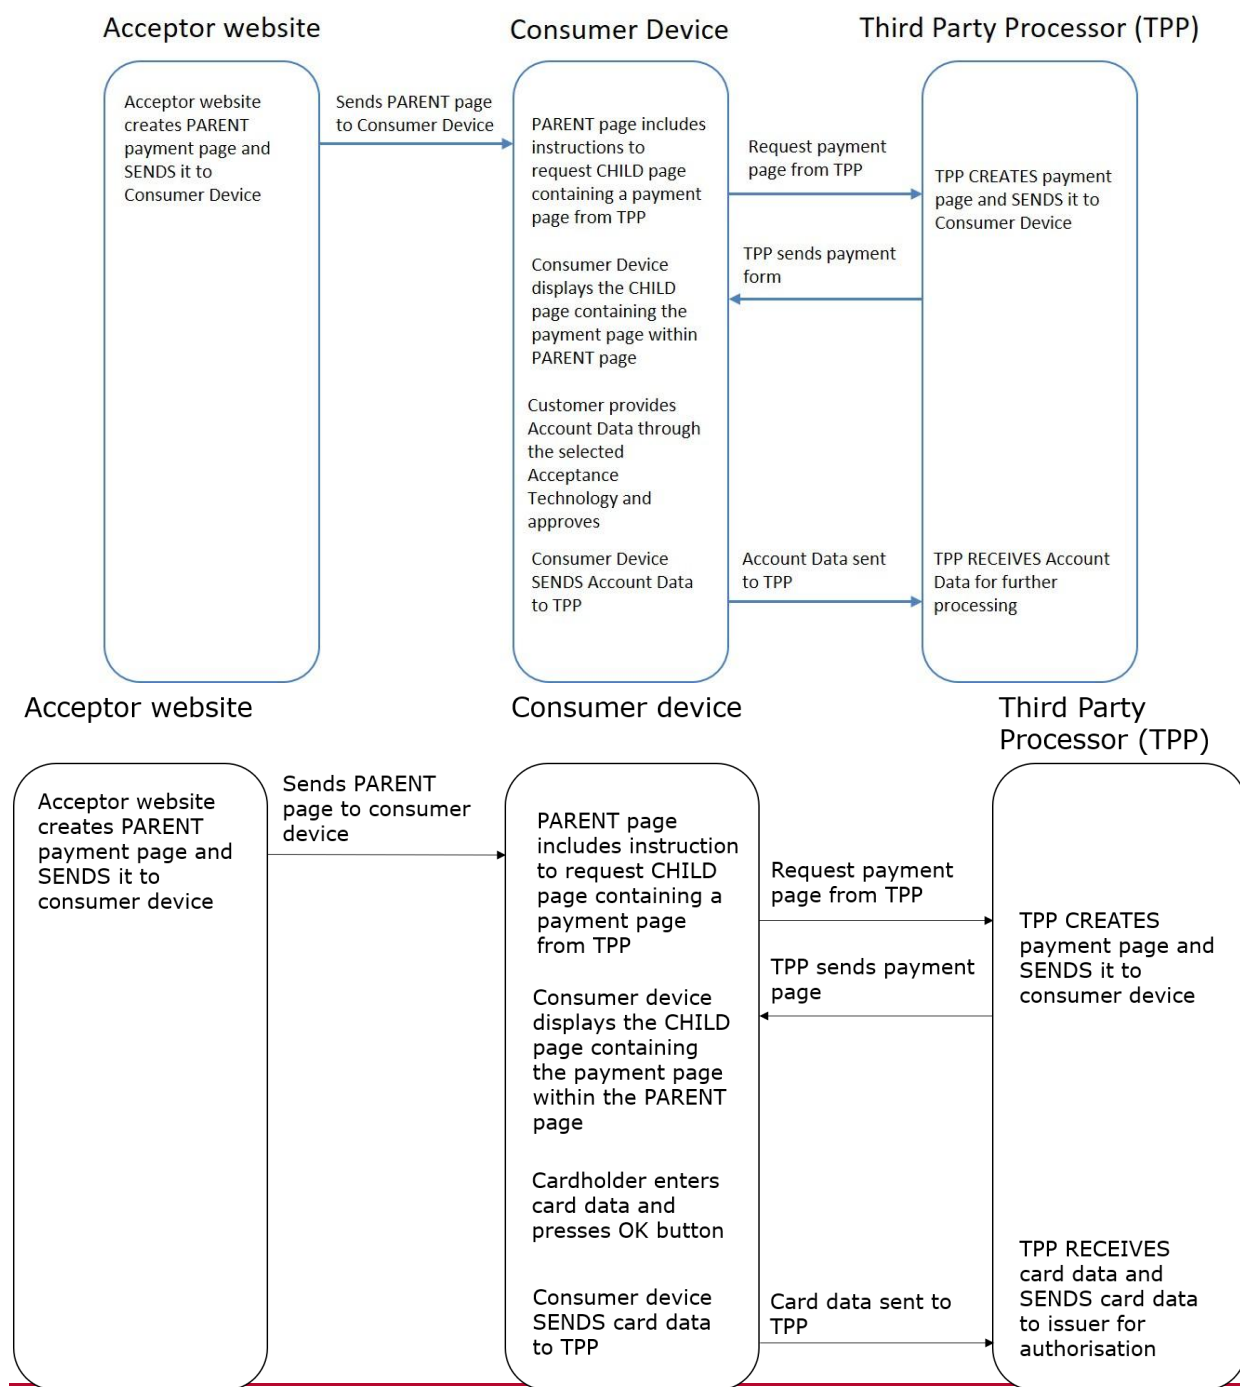 Acceptor website
Consumer Device
Third Party Processor (TPP)
Acceptor website
creates PARENT
payment page and
SENDS it to
Consumer Device
Sends PARENT page
to Consumer Device
PARENT page includes
instructions to
request CHILD page
containing a payment
page from TPP
Request payment
page from TPP
TPP CREATES payment
page and SENDS it to
Consumer Device
TPP sends payment
form
Consumer Device
displays the CHILD
page containing the
payment page within
PARENT page
Customer provides
Account Data through
the selected
Acceptance
Technology and
approves
Consumer Device
SENDS Account Data
to TPP
Account Data sent
to TPP
TPP RECEIVES Account
Data for further
processing
Acceptor website
Consumer device
Third Party
Processor (TPP)
Acceptor website
creates PARENT
payment page and
SENDS it to
consumer device
Sends PARENT
page to consumer
device
PARENT page
includes instruction
to request CHILD
page containing a
payment page
from TPP
Request payment
page from TPP
TPP CREATES
payment page and
SENDS it to
consumer device
TPP sends payment
page
Consumer device
displays the CHILD
page containing
the payment page
within the PARENT
page
Cardholder enters
card data and
presses OK button
Consumer device
SENDS card data
to TPP
Card data sent to
TPP
TPP RECEIVES
card data and
SENDS card data
to issuer for
authorisation